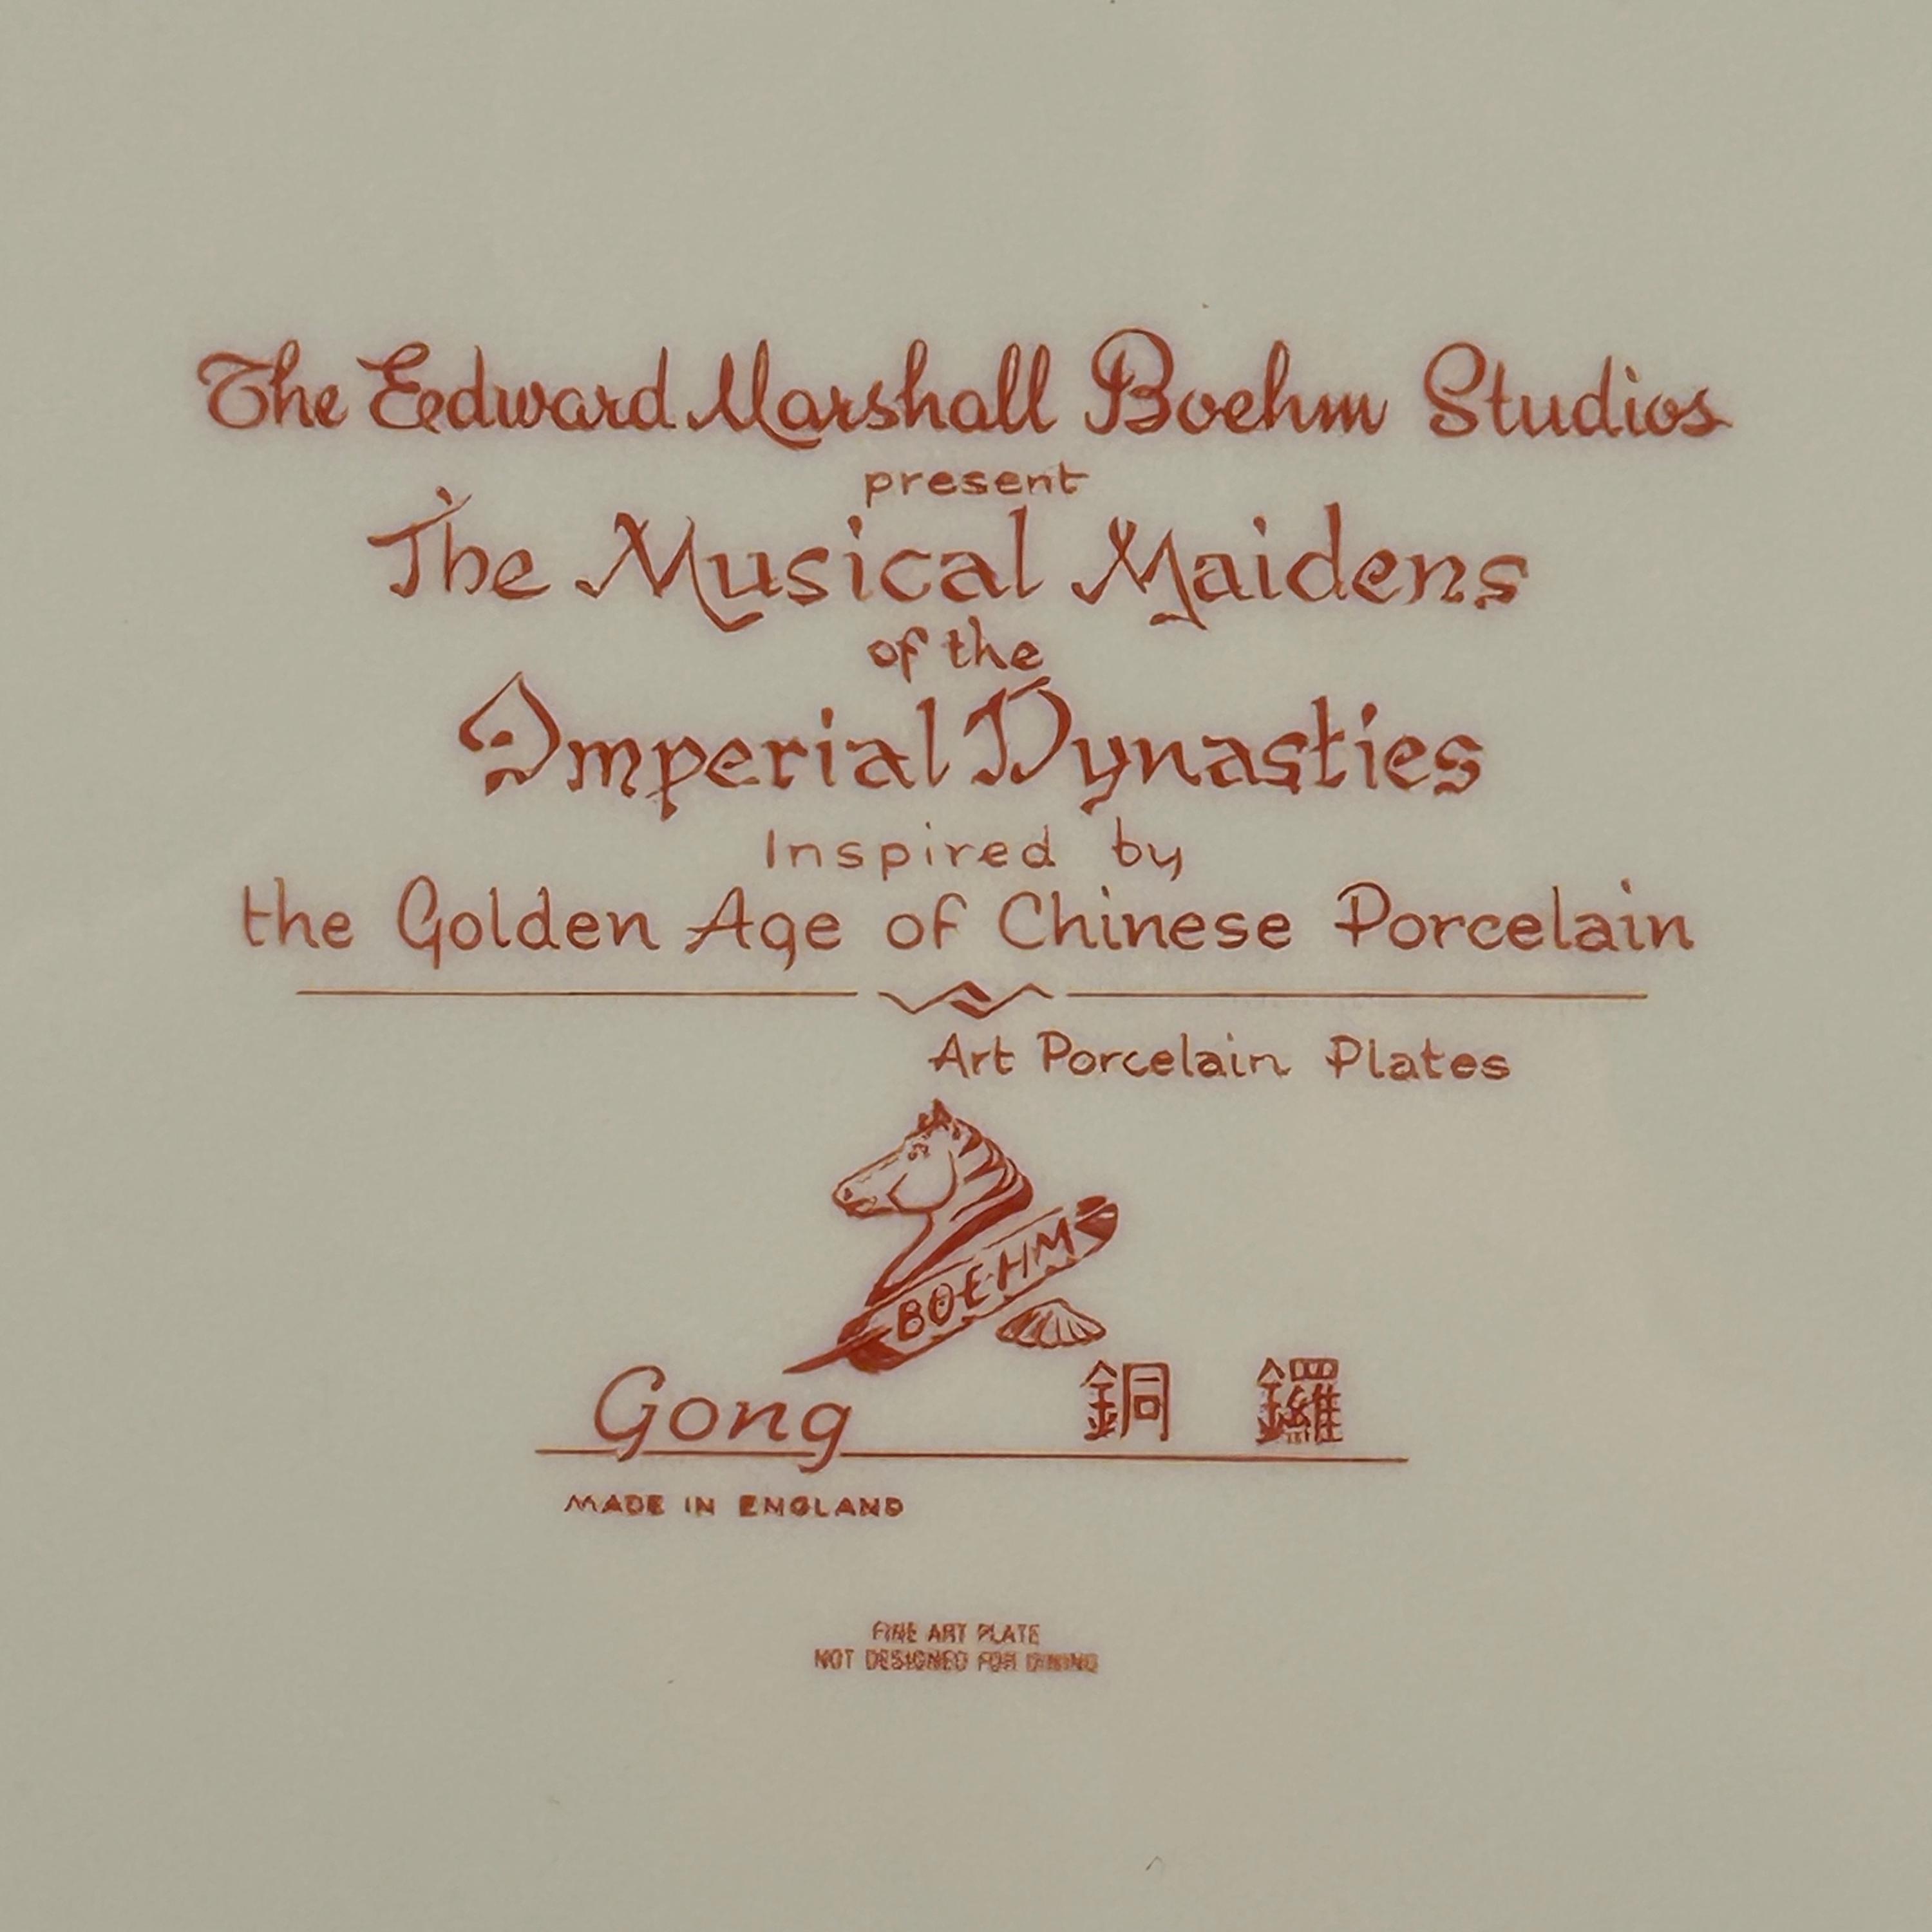 The Edward Marshall Boehm Studios
present
The Musical Maidens
of the
Imperial Dynasties
Inspired by
the Golden Age of Chinese Porcelain
Art Porcelain Plates
BOEHM
Gong 銅 鑼
MADE IN ENGLAND
FINE ART PLATE
NOT DESIGNED FOR DINING